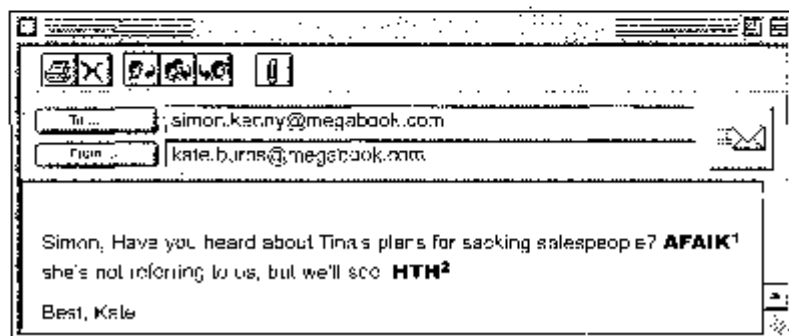 To ...
simon.kenny@megabook.com
From ...
kate.burns@megabook.com
Simon, Have you heard about Tina's plans for sacking salespeople? AFAIK¹
she's not referring to us, but we'll see. HTH²
Best, Kate